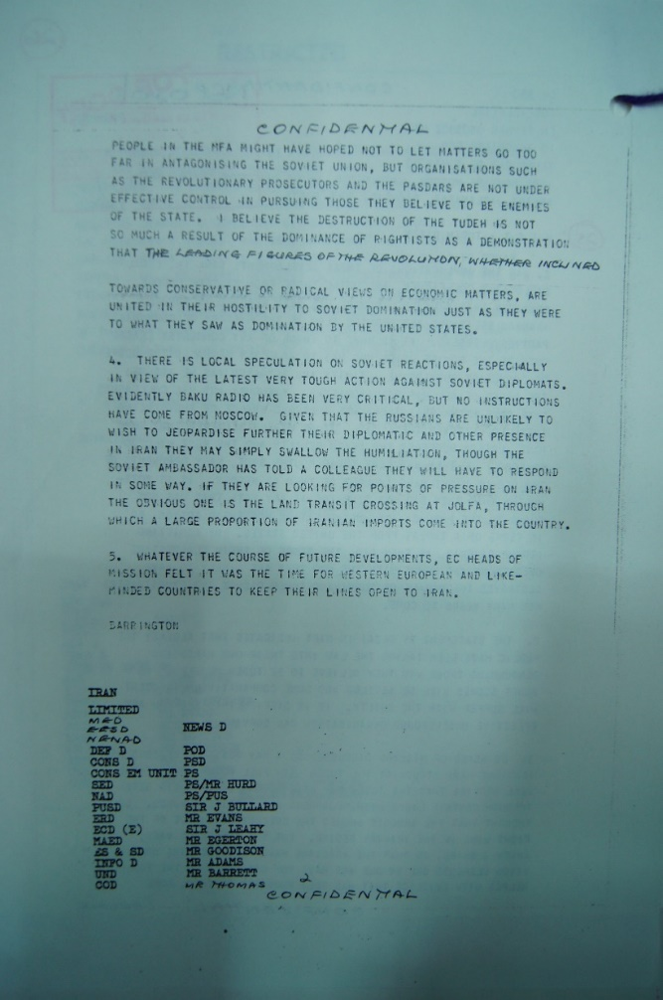 CONFIDENTIAL
PEOPLE IN THE MFA MIGHT HAVE HOPED NOT TO LET MATTERS GO TOO
FAR IN ANTAGONISING THE SOVIET UNION, BUT ORGANISATIONS SUCH
AS THE REVOLUTIONARY PROSECUTORS AND THE PASDARS ARE NOT UNDER
EFFECTIVE CONTROL IN PURSUING THOSE THEY BELIEVE TO BE ENEMIES
OF THE STATE. I BELIEVE THE DESTRUCTION OF THE TUDEH IS NOT
SO MUCH A RESULT OF THE DOMINANCE OF RIGHTISTS AS A DEMONSTRATION
THAT THE LEADING FIGURES OF THE REVOLUTION, WHETHER INCLINED
TOWARDS CONSERVATIVE OR RADICAL VIEWS ON ECONOMIC MATTERS, ARE
UNITED IN THEIR HOSTILITY TO SOVIET DOMINATION JUST AS THEY WERE
TO WHAT THEY SAW AS DOMINATION BY THE UNITED STATES.
4. THERE IS LOCAL SPECULATION ON SOVIET REACTIONS, ESPECIALLY
IN VIEW OF THE LATEST VERY TOUGH ACTION AGAINST SOVIET DIPLOMATS.
EVIDENTLY BAKU RADIO HAS BEEN VERY CRITICAL, BUT NO INSTRUCTIONS
HAVE COME FROM MOSCOW. GIVEN THAT THE RUSSIANS ARE UNLIKELY TO
WISH TO JEOPARDISE FURTHER THEIR DIPLOMATIC AND OTHER PRESENCE
IN IRAN THEY MAY SIMPLY SWALLOW THE HUMILIATION, THOUGH THE
SOVIET AMBASSADOR HAS TOLD A COLLEAGUE THEY WILL HAVE TO RESPOND
IN SOME WAY. IF THEY ARE LOOKING FOR POINTS OF PRESSURE ON IRAN
THE OBVIOUS ONE IS THE LAND TRANSIT CROSSING AT JOLFA, THROUGH
WHICH A LARGE PROPORTION OF IRANIAN IMPORTS COME INTO THE COUNTRY.
5. WHATEVER THE COURSE OF FUTURE DEVELOPMENTS, EC HEADS OF
MISSION FELT IT WAS THE TIME FOR WESTERN EUROPEAN AND LIKE-
MINDED COUNTRIES TO KEEP THEIR LINES OPEN TO IRAN.
BARRINGTON
IRAN
LIMITED
MED
EESD NEWS D
NENAD
DEF D POD
CONS D PSD
CONS EM UNIT PS
SED PS/MR HURD
NAD PS/PUS
PUSD SIR J BULLARD
ERD MR EVANS
ECD (E) SIR J LEAHY
MAED MR EGERTON
ES & SD MR GOODISON
INFO D MR ADAMS
UND MR BARRETT
COD MR THOMAS
2
CONFIDENTIAL